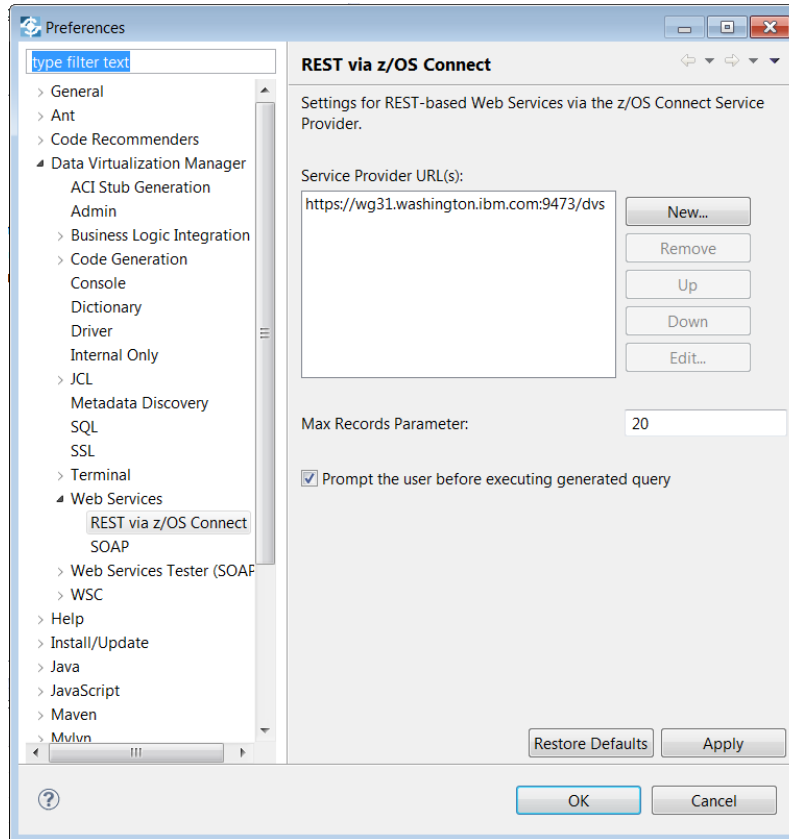 Preferences
type filter text
General
Ant
Code Recommenders
Data Virtualization Manager
ACI Stub Generation
Admin
Business Logic Integration
Code Generation
Console
Dictionary
Driver
Internal Only
JCL
Metadata Discovery
SQL
SSL
Terminal
Web Services
REST via z/OS Connect
SOAP
Web Services Tester (SOAP
WSC
Help
Install/Update
Java
JavaScript
Maven
Mylyn
REST via z/OS Connect
Settings for REST-based Web Services via the z/OS Connect Service
Provider.
Service Provider URL(s):
https://wg31.washington.ibm.com:9473/dvs
New...
Remove
Up
Down
Edit...
Max Records Parameter:
20
Prompt the user before executing generated query
Restore Defaults
Apply
?
OK
Cancel